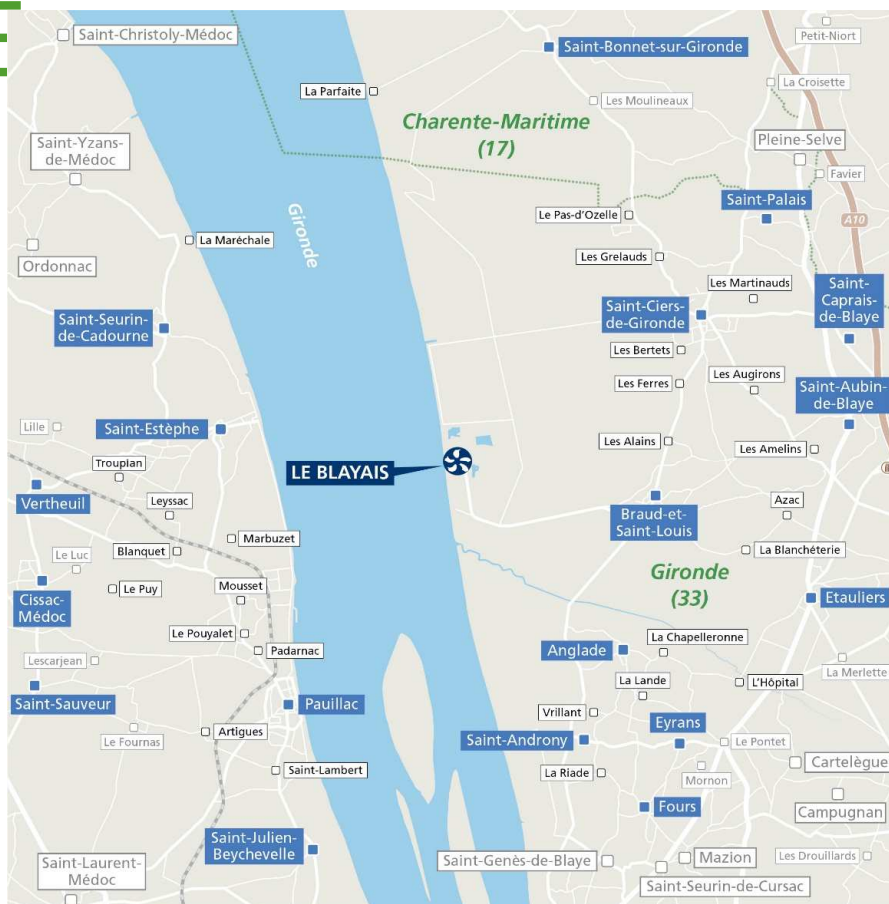 Saint-Christoly-Médoc
Petit-Niort
Saint-Bonnet-sur-Gironde
La Croisette
La Parfaite
Les Moulineaux
Charente-Maritime
(17)
Saint-Yzans-
de-Médoc
Pleine-Selve
Favier
Saint-Palais
Le Pas-d'Ozelle
A10
Gironde
La Maréchale
Ordonnac
Les Grelauds
Les Martinauds
Saint-
Caprais-
de-Blaye
Saint-Ciers-
de-Gironde
Saint-Seurin-
de-Cadourne
Les Bertets
Les Augirons
Les Ferres
Saint-Aubin-
de-Blaye
Lille
Saint-Estèphe
Les Alains
Les Amelins
Troupian
LE BLAYAIS
Vertheuil
Leyssac
Azac
Braud-et-
Saint-Louis
Marbuzet
Blanquet
Le Luc
La Blanchéterie
Gironde
(33)
Le Puy
Mousset
Cissac-
Médoc
Etauliers
Le Pouyalet
La Chapelleronne
Padarnac
Anglade
Lescarjean
La Merlette
La Lande
L'Hôpital
Saint-Sauveur
Pauillac
Vrillant
Eyrans
Artigues
Le Fournas
Saint-Androny
Le Pontet
Cartelègue
Saint-Lambert
La Riade
Mornon
Fours
Campugnan
Saint-Julien-
Beychevelle
Saint-Genès-de-Blaye
Mazion
Les Drouillards
Saint-Laurent-
Médoc
Saint-Seurin-de-Cursac